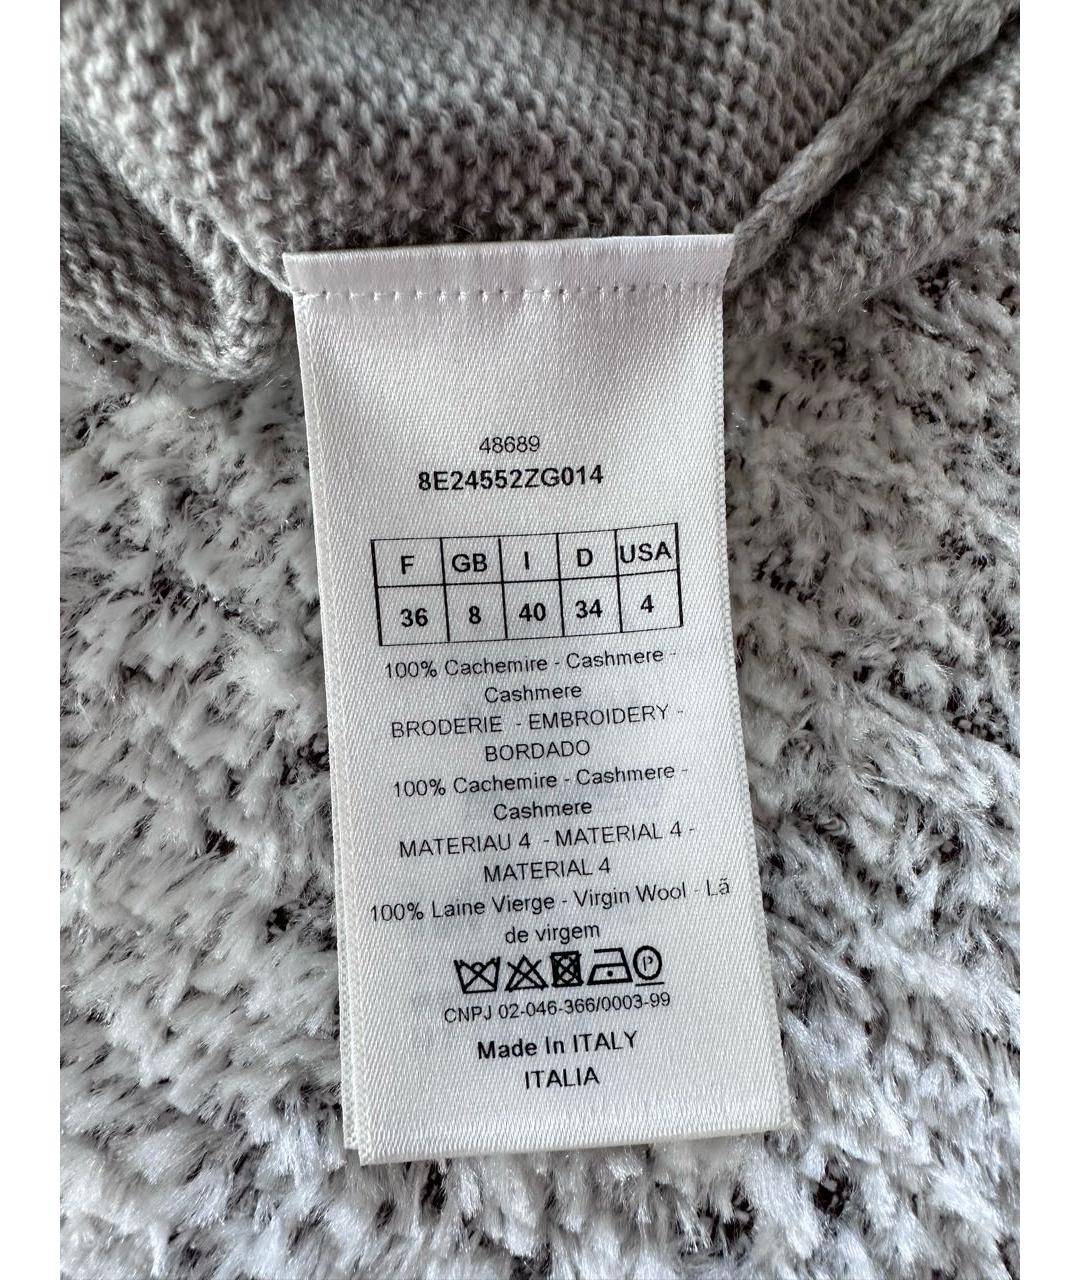 48689
8E24552ZG014
F GB I D USA
36 8 40 34 4
100% Cachemire - Cashmere -
Cashmere
BRODERIE - EMBROIDERY -
BORDADO
100% Cachemire - Cashmere -
Cashmere
MATERIAU 4 - MATERIAL 4 -
MATERIAL 4
100% Laine Vierge - Virgin Wool - Lã
de virgem
P
CNPJ 02-046-366/0003-99
Made In ITALY
ITALIA